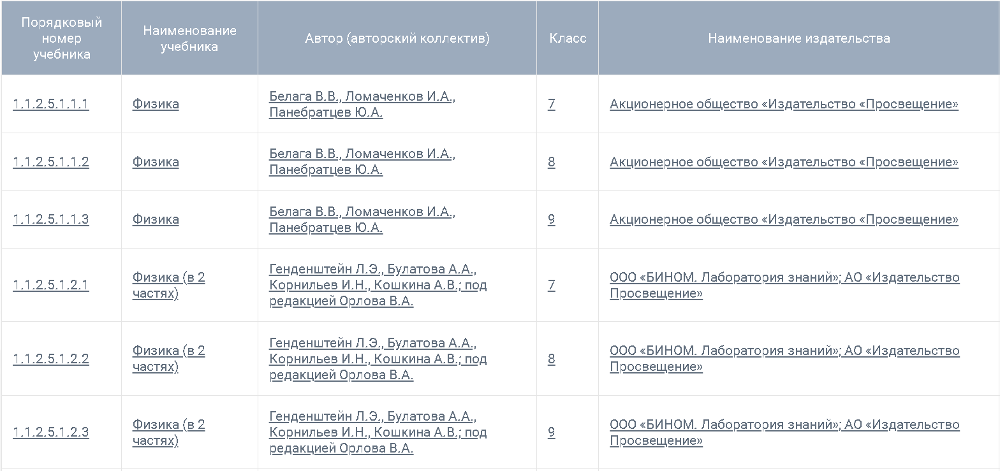 Порядковый
номер
учебника
Наименование
учебника
Автор (авторский коллектив)
Класс
Наименование издательства
1.1.2.5.1.1.1
Физика
Белага В.В., Ломаченков И.А.,
Панебратцев Ю.А.
7
Акционерное общество «Издательство «Просвещение»
1.1.2.5.1.1.2
Физика
Белага В.В., Ломаченков И.А.,
Панебратцев Ю.А.
8
Акционерное общество «Издательство «Просвещение»
1.1.2.5.1.1.3
Физика
Белага В.В., Ломаченков И.А.,
Панебратцев Ю.А.
9
Акционерное общество «Издательство «Просвещение»
1.1.2.5.1.2.1
Физика (в 2
частях)
Генденштейн Л.Э., Булатова А.А.,
Корнильев И.Н., Кошкина А.В.; под
редакцией Орлова В.А.
7
ООО «БИНОМ. Лаборатория знаний»; АО «Издательство
Просвещение»
1.1.2.5.1.2.2
Физика (в 2
частях)
Генденштейн Л.Э., Булатова А.А.,
Корнильев И.Н., Кошкина А.В.; под
редакцией Орлова В.А.
8
ООО «БИНОМ. Лаборатория знаний»; АО «Издательство
Просвещение»
1.1.2.5.1.2.3
Физика (в 2
частях)
Генденштейн Л.Э., Булатова А.А.,
Корнильев И.Н., Кошкина А.В.; под
редакцией Орлова В.А.
9
ООО «БИНОМ. Лаборатория знаний»; АО «Издательство
Просвещение»